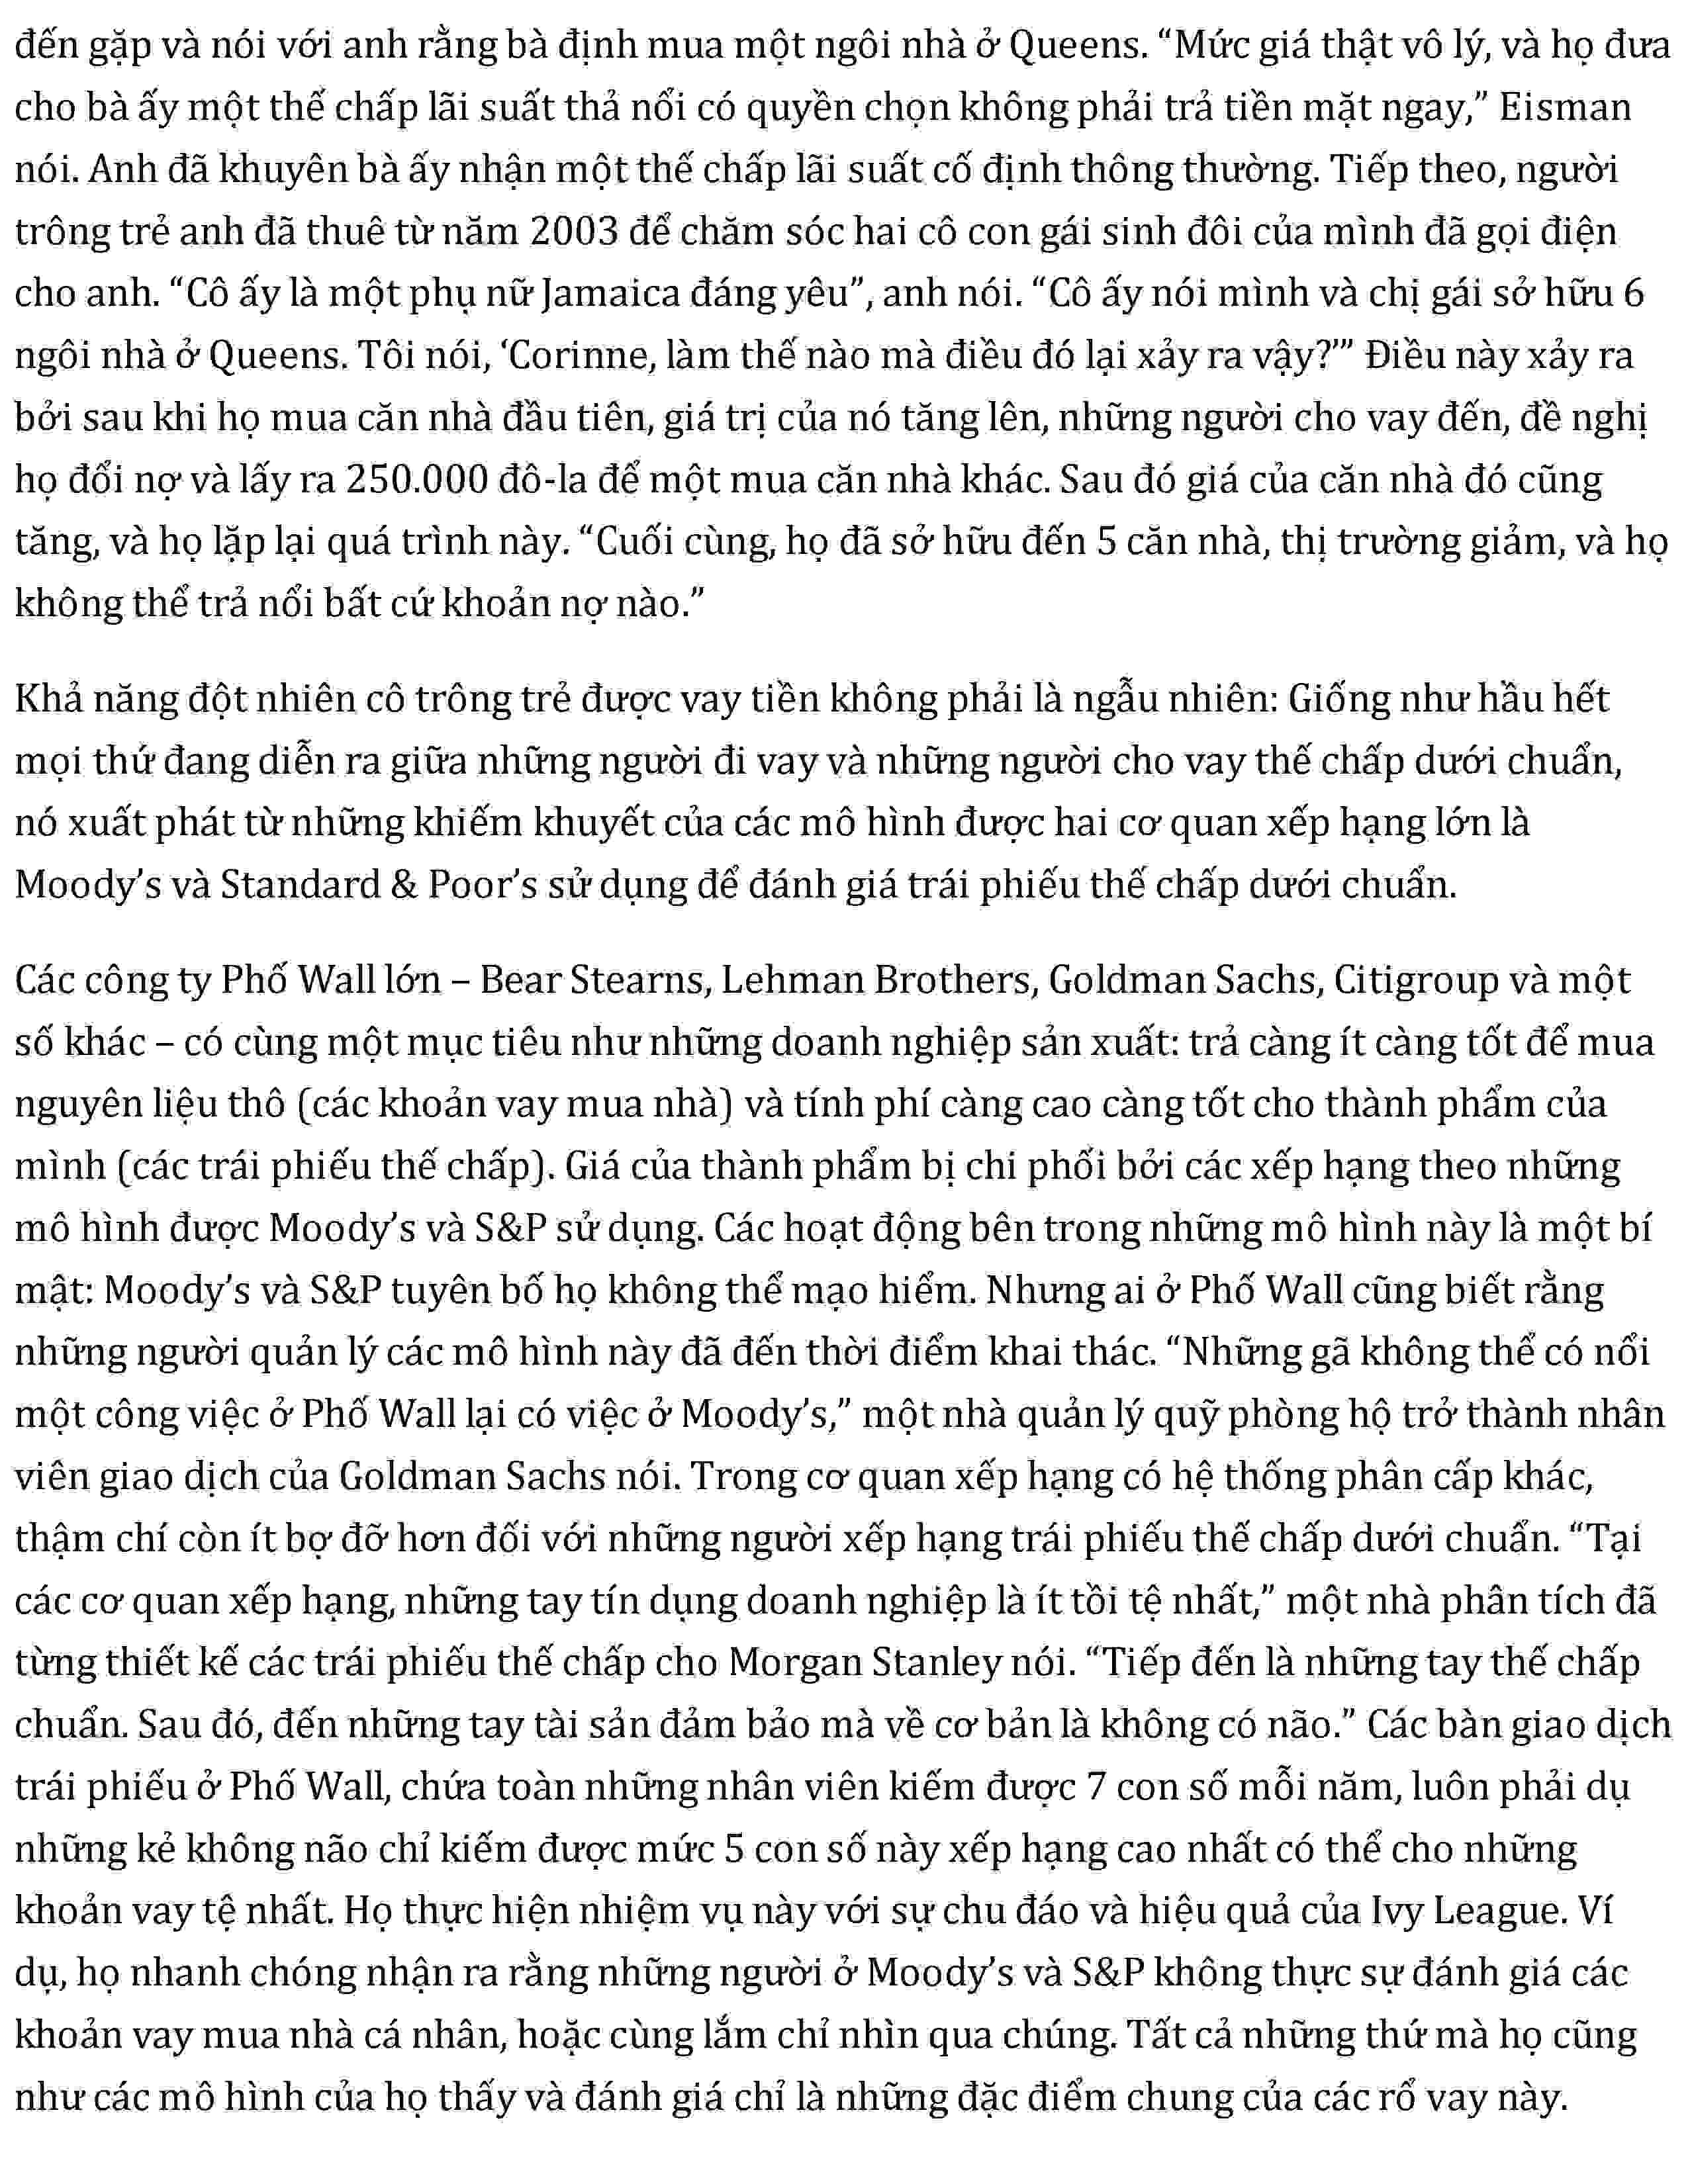 đến gặp và nói với anh rằng bà định mua một ngôi nhà ở Queens. “Mức giá thật vô lý, và họ đưa
cho bà ấy một thế chấp lãi suất thả nổi có quyền chọn không phải trả tiền mặt ngay,” Eisman
nói. Anh đã khuyên bà ấy nhận một thế chấp lãi suất cố định thông thường. Tiếp theo, người
trông trẻ anh đã thuê từ năm 2003 để chăm sóc hai cô con gái sinh đôi của mình đã gọi điện
cho anh. “Cô ấy là một phụ nữ Jamaica đáng yêu”, anh nói. “Cô ấy nói mình và chị gái sở hữu 6
ngôi nhà ở Queens. Tôi nói, ‘Corinne, làm thế nào mà điều đó lại xảy ra vậy?’” Điều này xảy ra
bởi sau khi họ mua căn nhà đầu tiên, giá trị của nó tăng lên, những người cho vay đến, đề nghị
họ đổi nợ và lấy ra 250.000 đô-la để một mua căn nhà khác. Sau đó giá của căn nhà đó cũng
tăng, và họ lặp lại quá trình này. “Cuối cùng, họ đã sở hữu đến 5 căn nhà, thị trường giảm, và họ
không thể trả nổi bất cứ khoản nợ nào.”
Khả năng đột nhiên cô trông trẻ được vay tiền không phải là ngẫu nhiên: Giống như hầu hết
mọi thứ đang diễn ra giữa những người đi vay và những người cho vay thế chấp dưới chuẩn,
nó xuất phát từ những khiếm khuyết của các mô hình được hai cơ quan xếp hạng lớn là
Moody’s và Standard & Poor’s sử dụng để đánh giá trái phiếu thế chấp dưới chuẩn.
Các công ty Phố Wall lớn – Bear Stearns, Lehman Brothers, Goldman Sachs, Citigroup và một
số khác – có cùng một mục tiêu như những doanh nghiệp sản xuất: trả càng ít càng tốt để mua
nguyên liệu thô (các khoản vay mua nhà) và tính phí càng cao càng tốt cho thành phẩm của
mình (các trái phiếu thế chấp). Giá của thành phẩm bị chi phối bởi các xếp hạng theo những
mô hình được Moody’s và S&P sử dụng. Các hoạt động bên trong những mô hình này là một bí
mật: Moody’s và S&P tuyên bố họ không thể mạo hiểm. Nhưng ai ở Phố Wall cũng biết rằng
những người quản lý các mô hình này đã đến thời điểm khai thác. “Những gã không thể có nổi
một công việc ở Phố Wall lại có việc ở Moody’s,” một nhà quản lý quỹ phòng hộ trở thành nhân
viên giao dịch của Goldman Sachs nói. Trong cơ quan xếp hạng có hệ thống phân cấp khác,
thậm chí còn ít bợ đỡ hơn đối với những người xếp hạng trái phiếu thế chấp dưới chuẩn. “Tại
các cơ quan xếp hạng, những tay tín dụng doanh nghiệp là ít tồi tệ nhất,” một nhà phân tích đã
từng thiết kế các trái phiếu thế chấp cho Morgan Stanley nói. “Tiếp đến là những tay thế chấp
chuẩn. Sau đó, đến những tay tài sản đảm bảo mà về cơ bản là không có não.” Các bàn giao dịch
trái phiếu ở Phố Wall, chứa toàn những nhân viên kiếm được 7 con số mỗi năm, luôn phải dụ
những kẻ không não chỉ kiếm được mức 5 con số này xếp hạng cao nhất có thể cho những
khoản vay tệ nhất. Họ thực hiện nhiệm vụ này với sự chu đáo và hiệu quả của Ivy League. Ví
dụ, họ nhanh chóng nhận ra rằng những người ở Moody’s và S&P không thực sự đánh giá các
khoản vay mua nhà cá nhân, hoặc cùng lắm chỉ nhìn qua chúng. Tất cả những thứ mà họ cũng
như các mô hình của họ thấy và đánh giá chỉ là những đặc điểm chung của các rổ vay này.